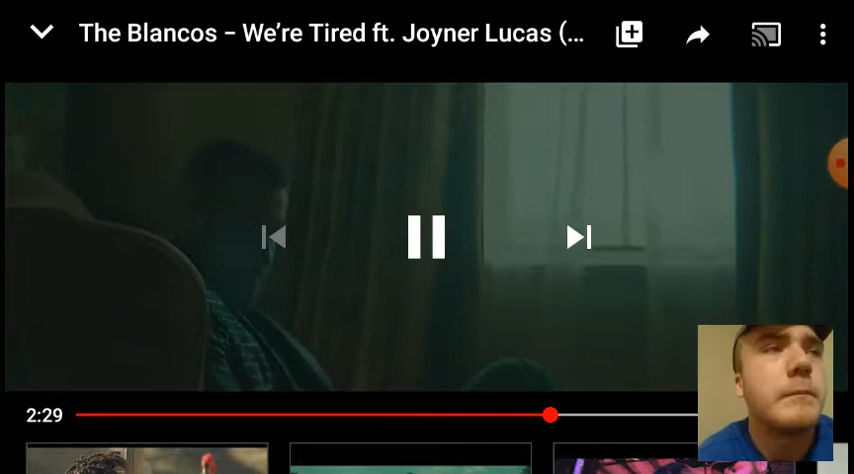 The Blancos – We’re Tired ft. Joyner Lucas (...
2:29